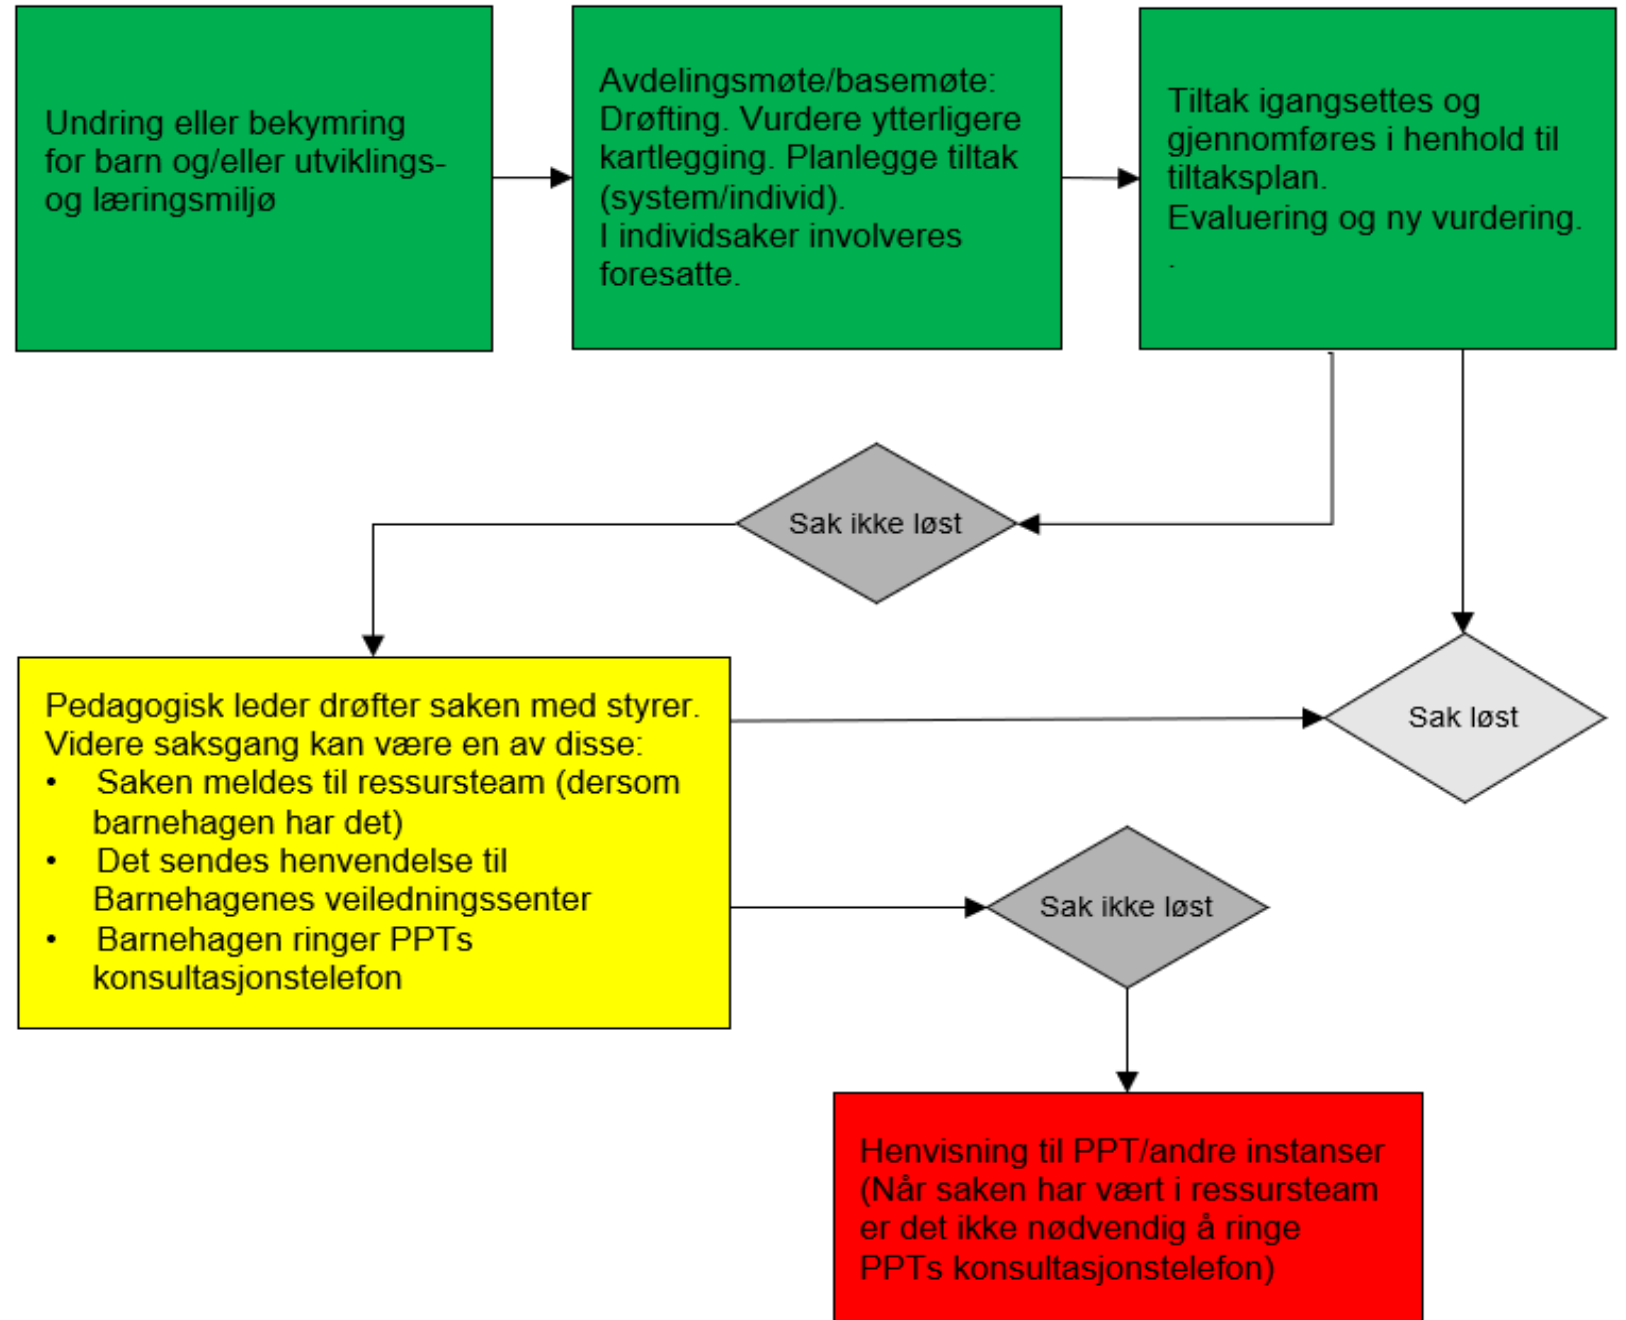 Undring eller bekymring
for barn og/eller utviklings-
og læringsmiljø
Avdelingsmøte/basemøte:
Drøfting. Vurdere ytterligere
kartlegging. Planlegge tiltak
(system/individ).
I individsaker involveres
foresatte.
Tiltak igangsettes og
gjennomføres i henhold til
tiltaksplan.
Evaluering og ny vurdering.
.
Sak ikke løst
Pedagogisk leder drøfter saken med styrer.
Videre saksgang kan være en av disse:
• Saken meldes til ressursteam (dersom
barnehagen har det)
• Det sendes henvendelse til
Barnehagenes veiledningssenter
• Barnehagen ringer PPTs
konsultasjonstelefon
Sak løst
Sak ikke løst
Henvisning til PPT/andre instanser
(Når saken har vært i ressursteam
er det ikke nødvendig å ringe
PPTs konsultasjonstelefon)